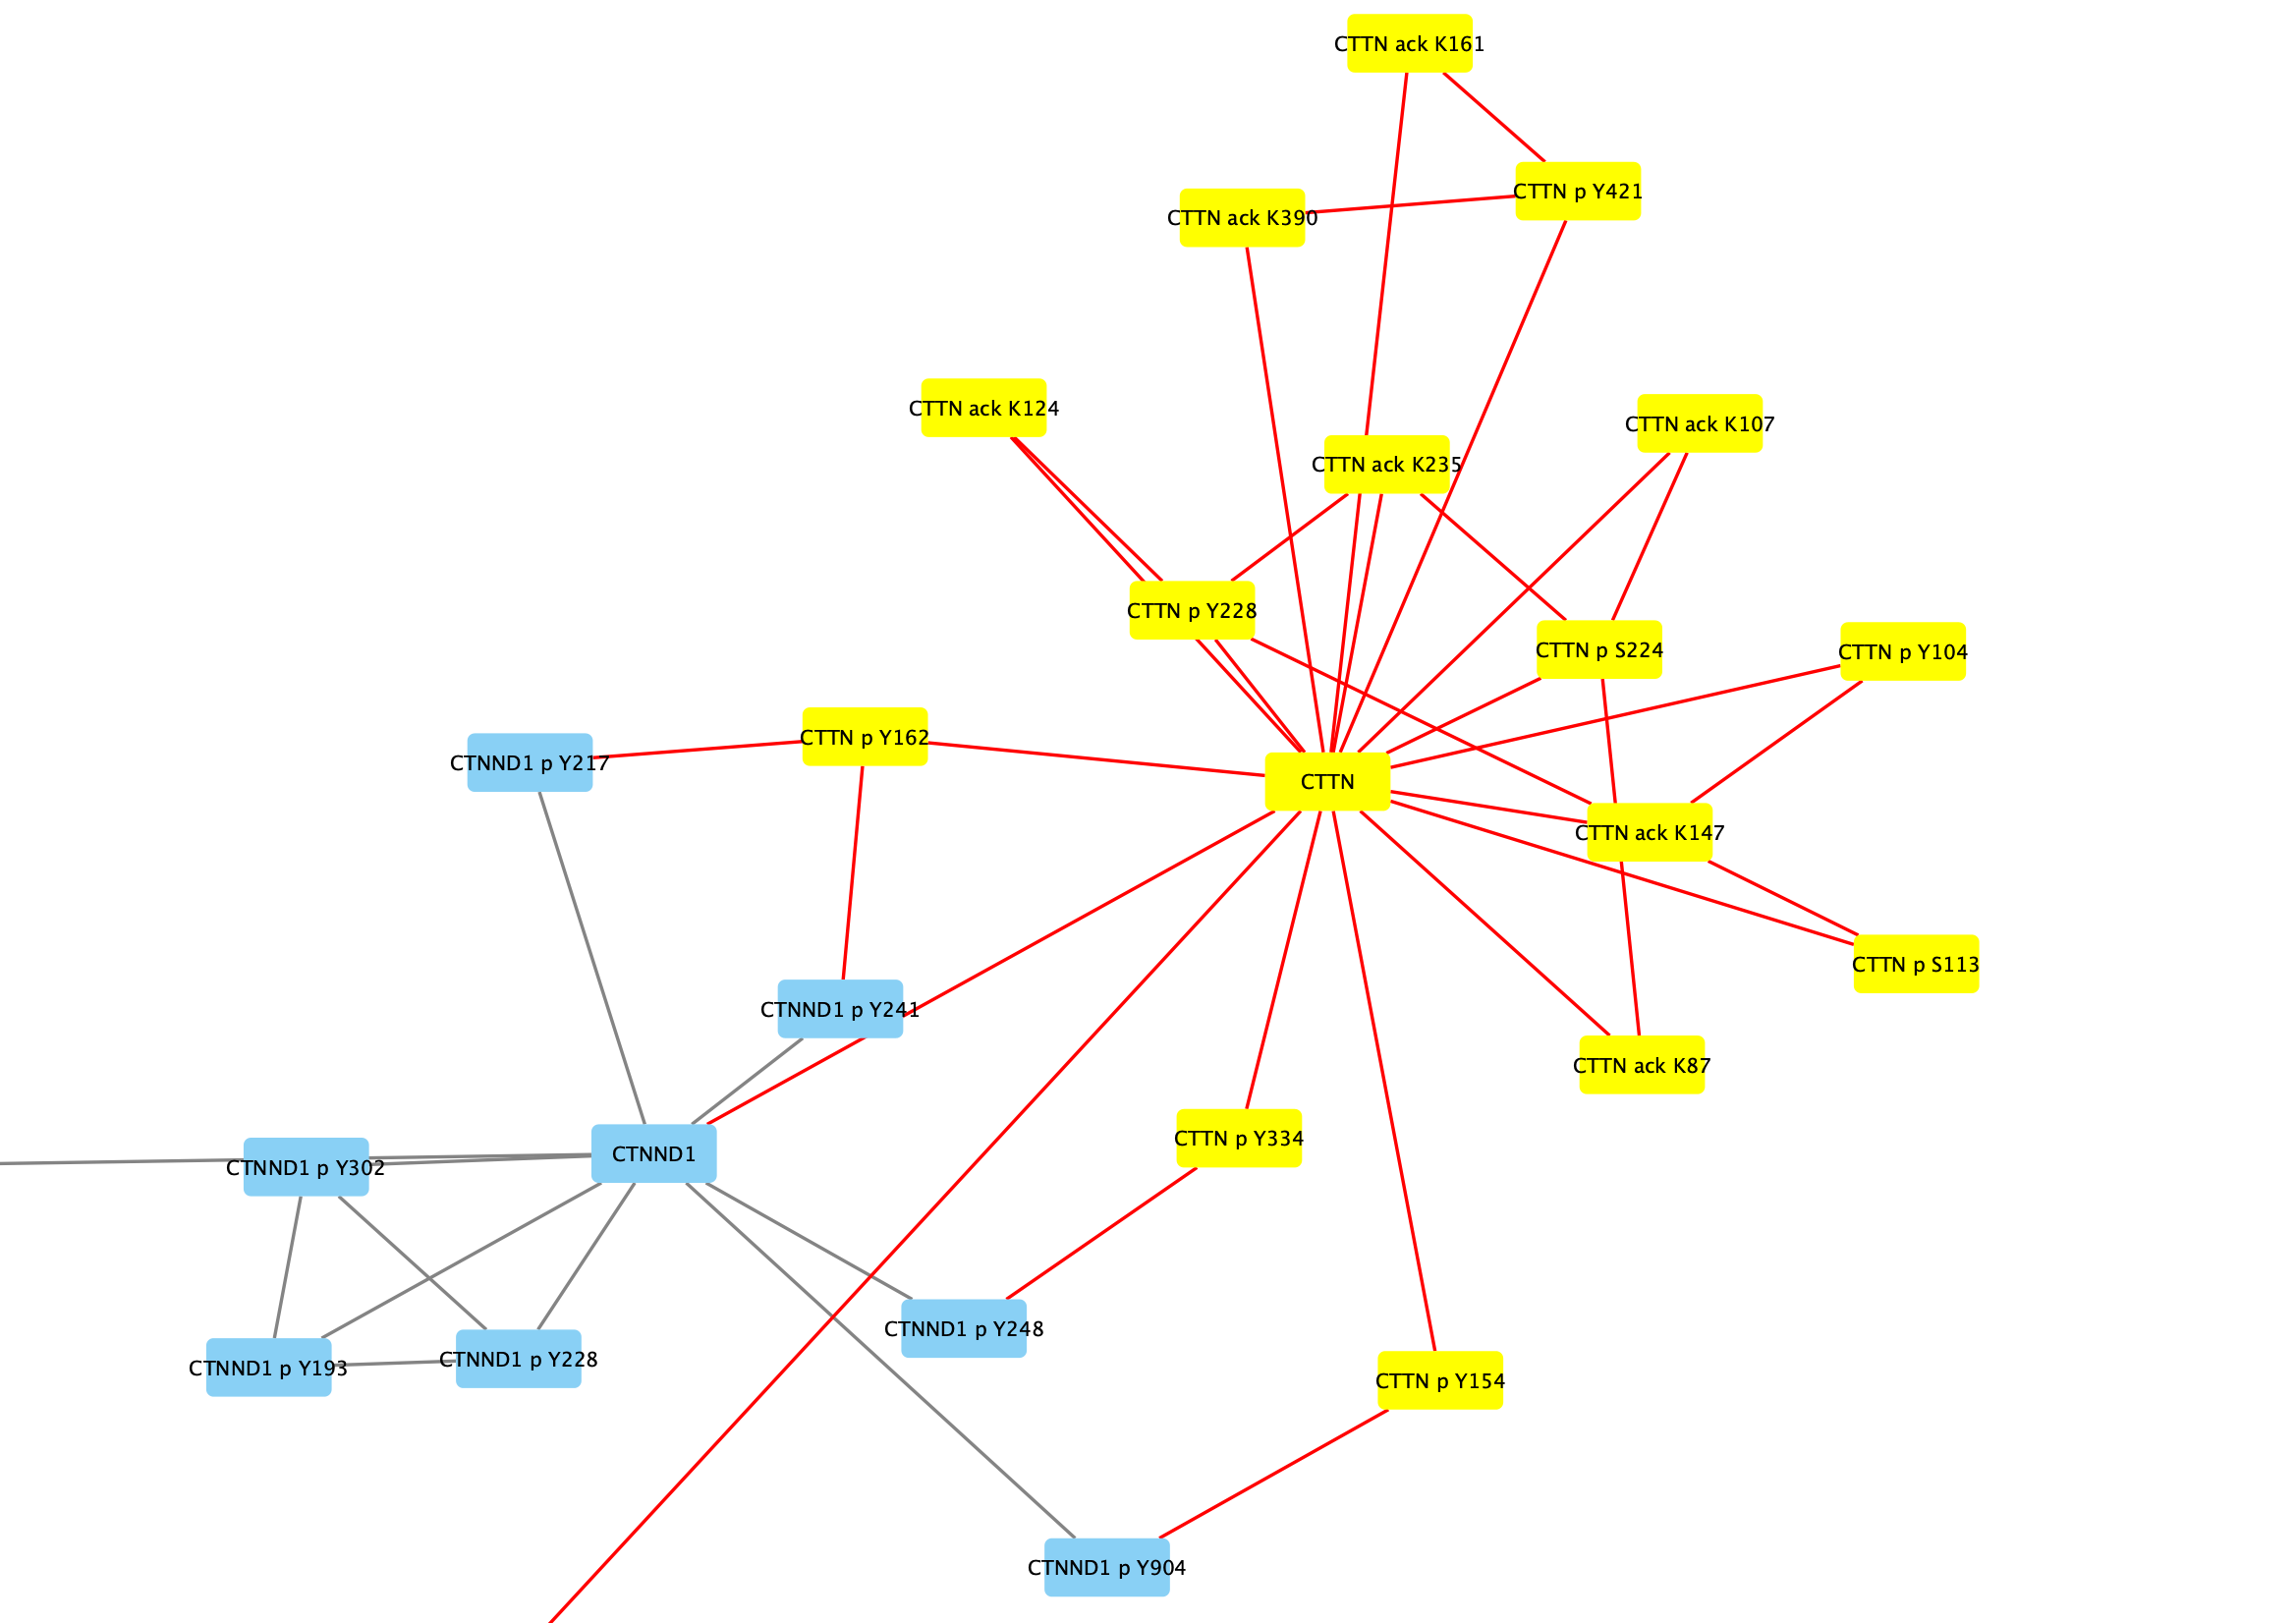 CTTN ack K161
CTTN p Y421
CTTN ack K390
CTTN ack K124
CTTN ack K107
CTTN ack K235
CTTN p Y228
CTTN p S224
CTTN p Y104
CTTN p Y162
CTNND1 p Y217
CTTN
CTTN ack K147
CTTN p S113
CTNND1 p Y241
CTTN ack K87
CTTN p Y334
CTNND1
CTNND1 p Y302
CTNND1 p Y248
CTNND1 p Y228
CTNND1 p Y193
CTTN p Y154
CTNND1 p Y904